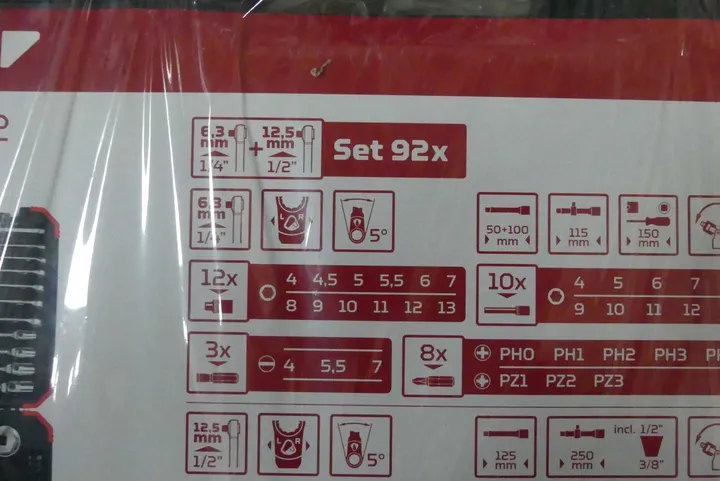 6,3 mm 1/4" + 12,5 mm 1/2" Set 92x
6,3 mm 1/4" L R 5° 50+100 mm 115 mm 150 mm
12x 4 4,5 5 5,5 6 7
8 9 10 11 12 13
10x 4 5 6 7
9 10 11 12
3x 4 5,5 7
8x PH0 PH1 PH2 PH3
PZ1 PZ2 PZ3
12,5 mm 1/2" L R 5° 125 mm 250 mm incl. 1/2" 3/8"